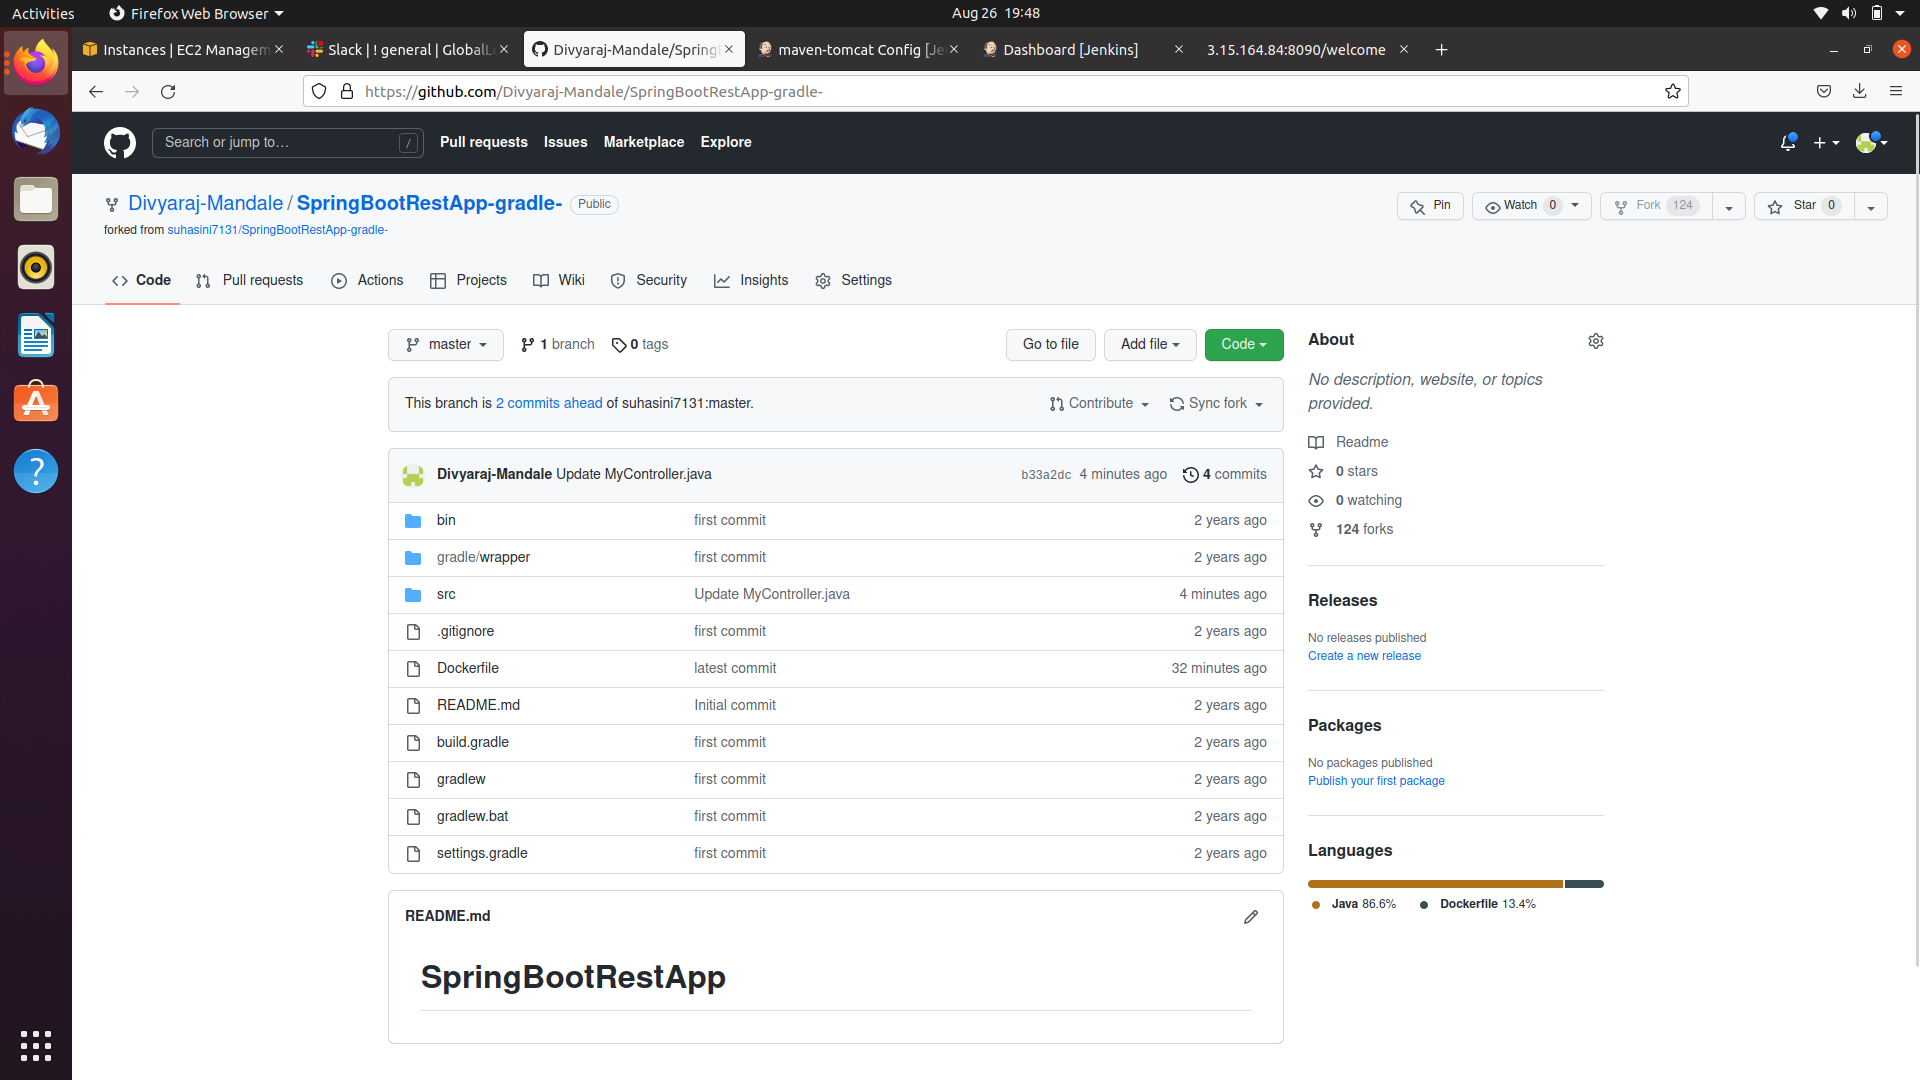 Activities
Firefox Web Browser
Aug 26 19:48
Instances | EC2 Managem
Slack | ! general | GlobalL
Divyaraj-Mandale/Spring
maven-tomcat Config [Je
Dashboard [Jenkins]
3.15.164.84:8090/welcome
https://github.com/Divyaraj-Mandale/SpringBootRestApp-gradle-
Search or jump to…
/
Pull requests
Issues
Marketplace
Explore
Divyaraj-Mandale / SpringBootRestApp-gradle-
Public
Pin
Watch 0
Fork 124
Star 0
forked from suhasini7131/SpringBootRestApp-gradle-
Code
Pull requests
Actions
Projects
Wiki
Security
Insights
Settings
master
1 branch
0 tags
Go to file
Add file
Code
This branch is 2 commits ahead of suhasini7131:master.
Contribute
Sync fork
Divyaraj-Mandale Update MyController.java
b33a2dc 4 minutes ago
4 commits
bin first commit 2 years ago
gradle/wrapper first commit 2 years ago
src Update MyController.java 4 minutes ago
.gitignore first commit 2 years ago
Dockerfile latest commit 32 minutes ago
README.md Initial commit 2 years ago
build.gradle first commit 2 years ago
gradlew first commit 2 years ago
gradlew.bat first commit 2 years ago
settings.gradle first commit 2 years ago
README.md
SpringBootRestApp
About
No description, website, or topics
provided.
Readme
0 stars
0 watching
124 forks
Releases
No releases published
Create a new release
Packages
No packages published
Publish your first package
Languages
Java 86.6%
Dockerfile 13.4%